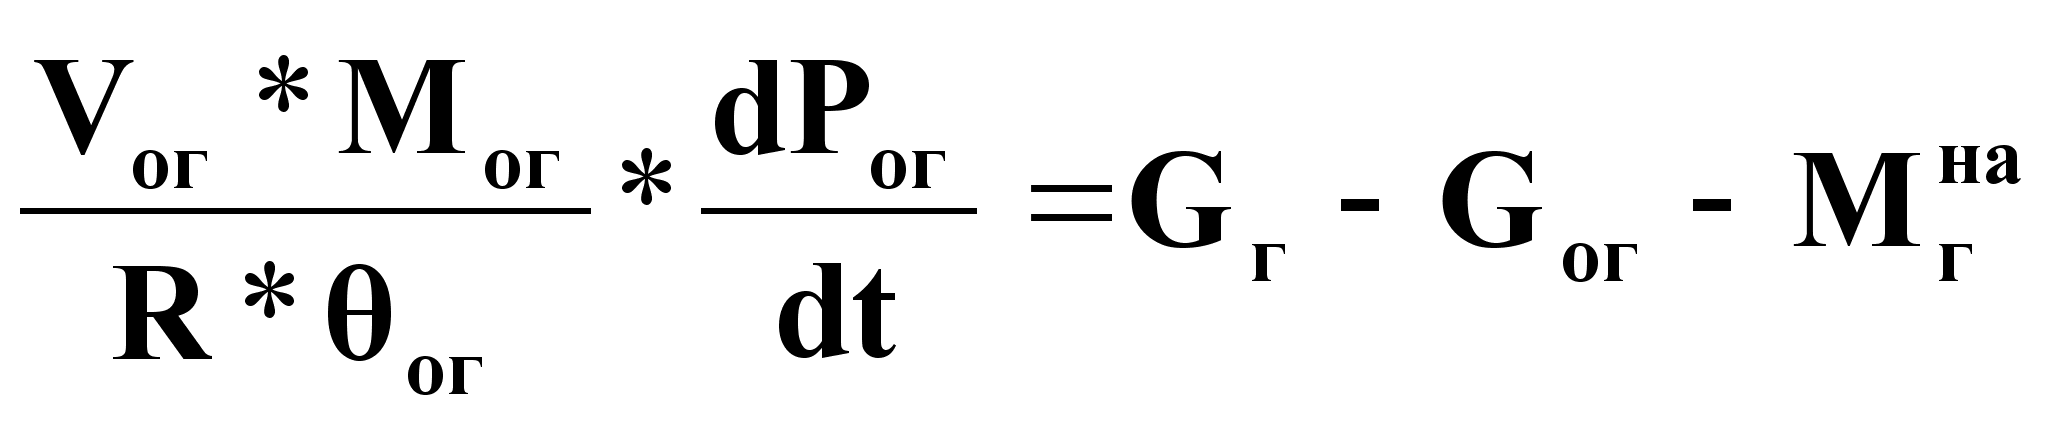 V_ог * M_ог / R * θ_ог * dP_ог / dt = G_г - G_ог - M_г^на